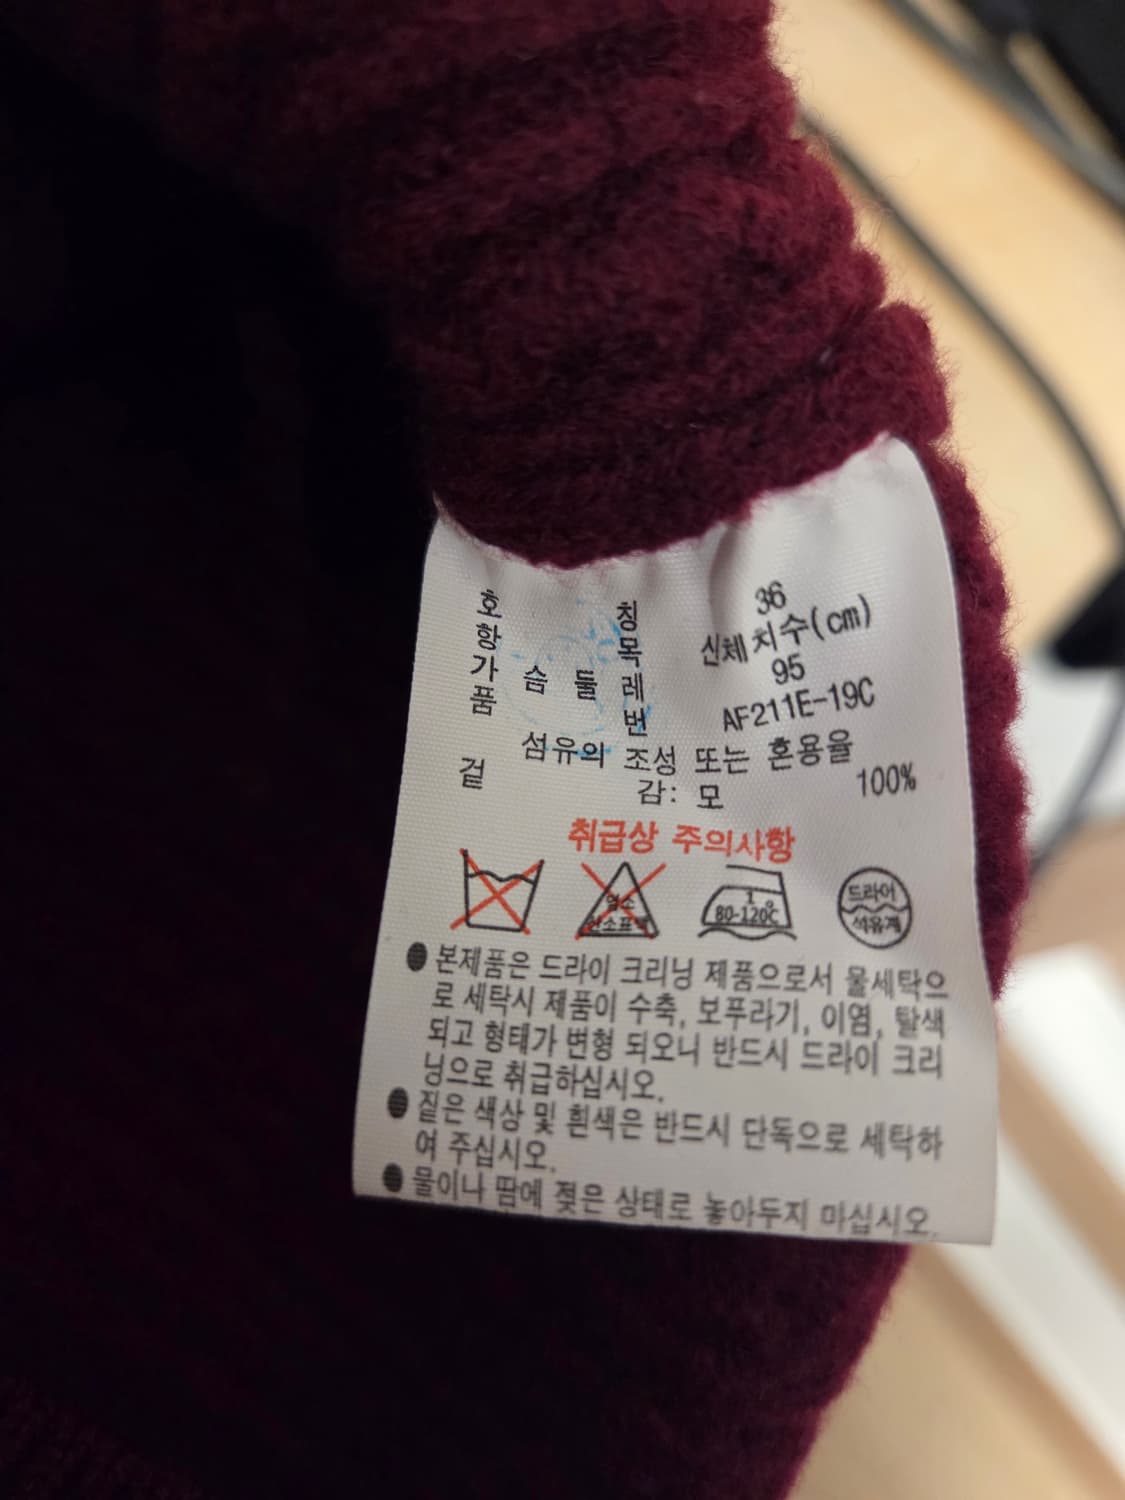 호 칭 36
항 목 신체치수(cm)
가 슴 둘 레 95
품 번 AF211E-19C
섬유의 조성 또는 혼용율
겉 감: 모 100%
취급상 주의사항
염소
산소표백
1
80-120℃
드라이
석유계
● 본제품은 드라이 크리닝 제품으로서 물세탁으
로 세탁시 제품이 수축, 보푸라기, 이염, 탈색
되고 형태가 변형 되오니 반드시 드라이 크리
닝으로 취급하십시오.
● 짙은 색상 및 흰색은 반드시 단독으로 세탁하
여 주십시오.
● 물이나 땀에 젖은 상태로 놓아두지 마십시오.